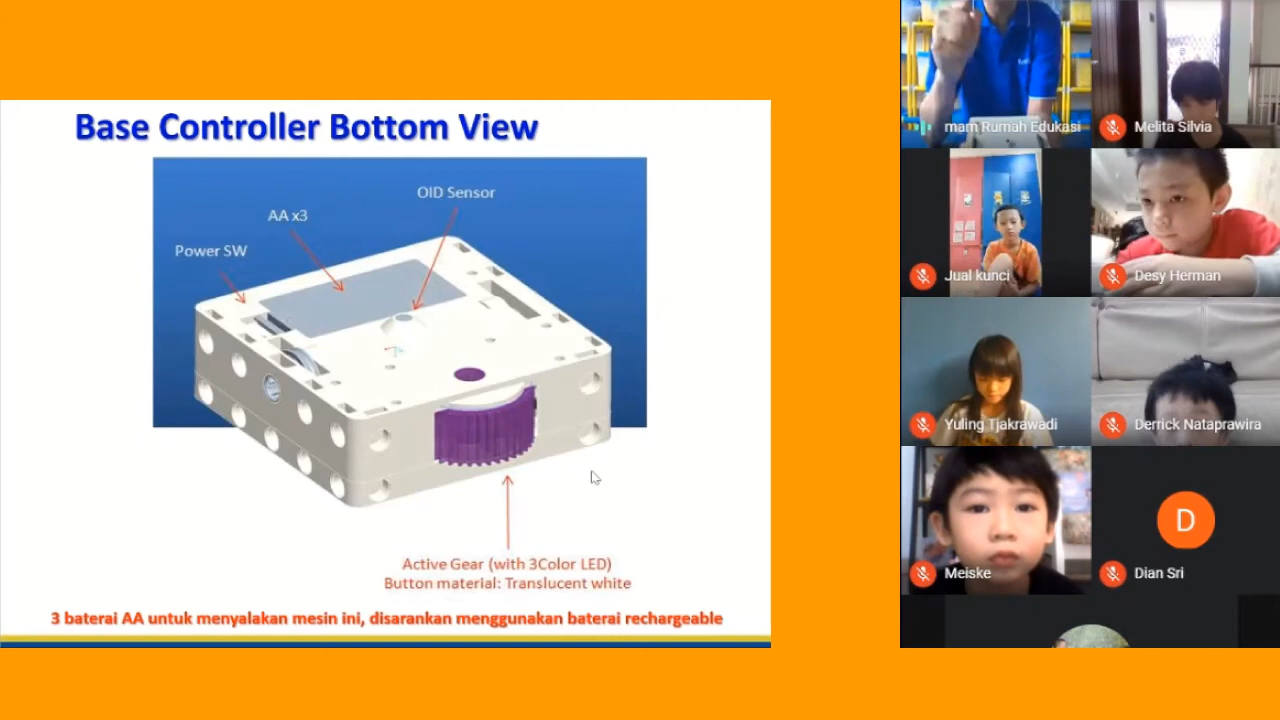 Base Controller Bottom View
OID Sensor
AA x3
Power SW
Active Gear (with 3Color LED)
Button material: Translucent white
3 baterai AA untuk menyalakan mesin ini, disarankan menggunakan baterai rechargeable
mam Rumah Edukasi
Melita Silvia
Jual kunci
Desy Herman
Yuling Tjakrawadi
Derrick Nataprawira
Meiske
D
Dian Sri